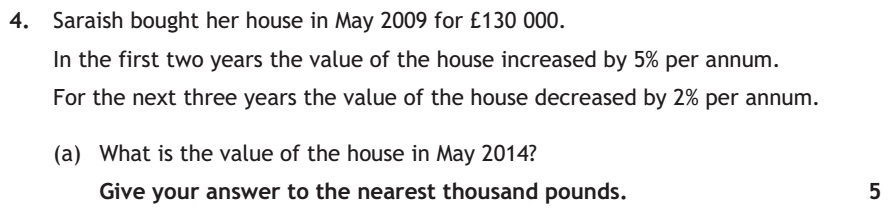 4. Saraish bought her house in May 2009 for £130 000.
In the first two years the value of the house increased by 5% per annum.
For the next three years the value of the house decreased by 2% per annum.
(a) What is the value of the house in May 2014?
Give your answer to the nearest thousand pounds. 5